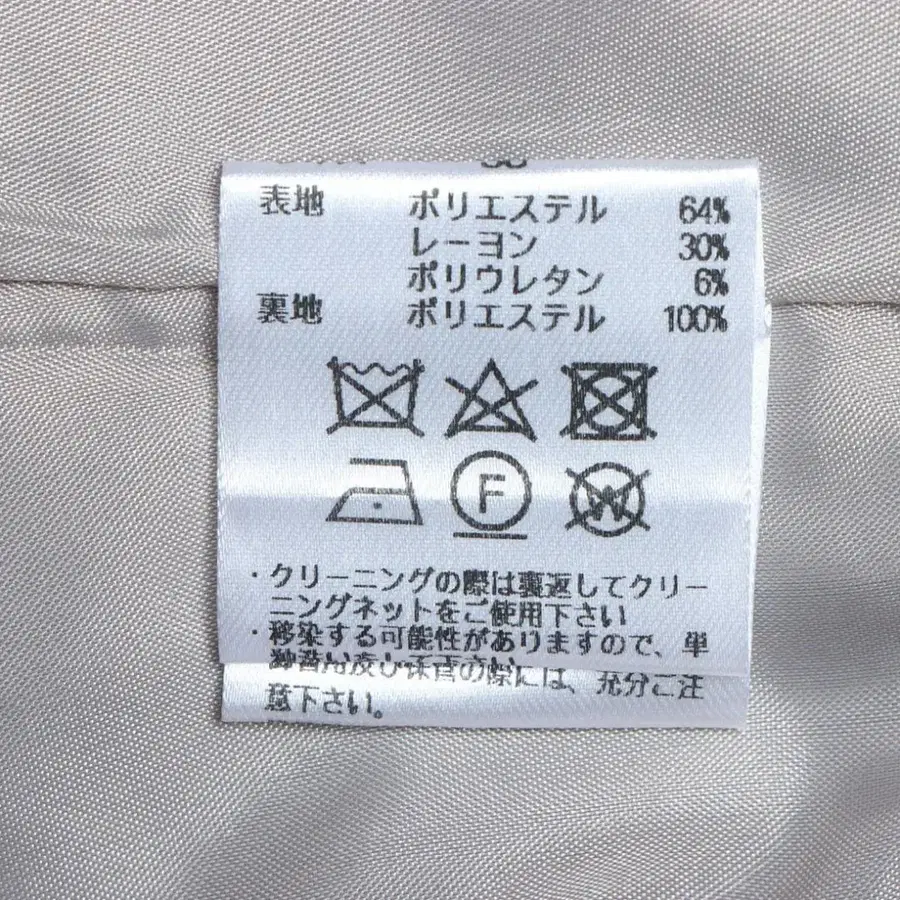 表地 ポリエステル 64%
レーヨン 30%
ポリウレタン 6%
裏地 ポリエステル 100%
F
W
・クリーニングの際は裏返してクリー
ニングネットをご使用下さい
・移染する可能性がありますので、単
の際には、充分ご注
意下さい。